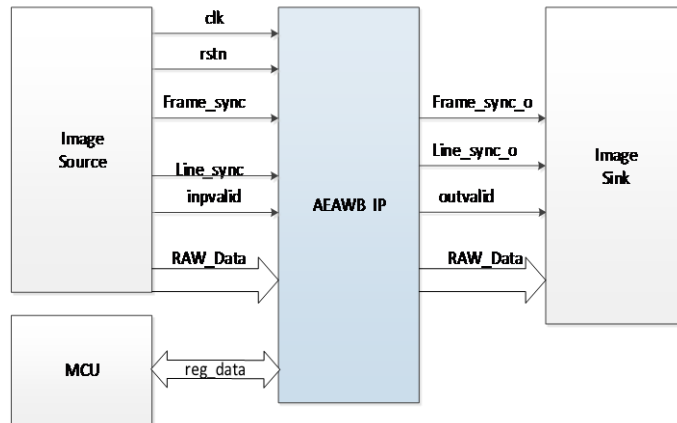 clk
rstn
Frame_sync
Image
Source
Line_sync
inpvalid
RAW_Data
AEAWB IP
Frame_sync_o
Line_sync_o
outvalid
RAW_Data
Image
Sink
MCU
reg_data